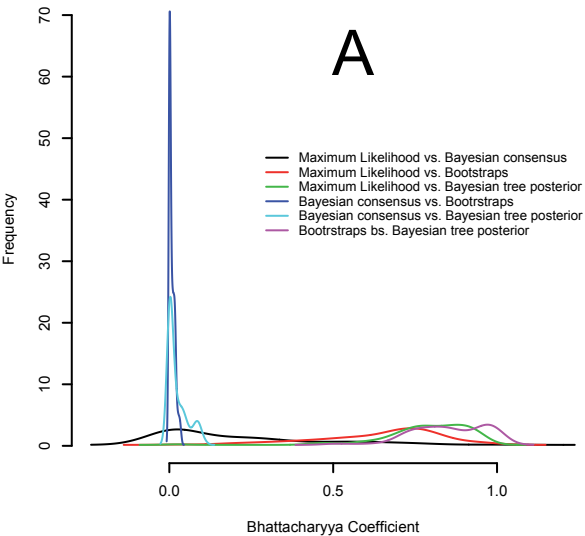 A
70
60
50
40
30
20
10
0
Frequency
Maximum Likelihood vs. Bayesian consensus
Maximum Likelihood vs. Bootstraps
Maximum Likelihood vs. Bayesian tree posterior
Bayesian consensus vs. Bootstraps
Bayesian consensus vs. Bayesian tree posterior
Bootrstraps bs. Bayesian tree posterior
0.0 0.5 1.0
Bhattacharyya Coefficient